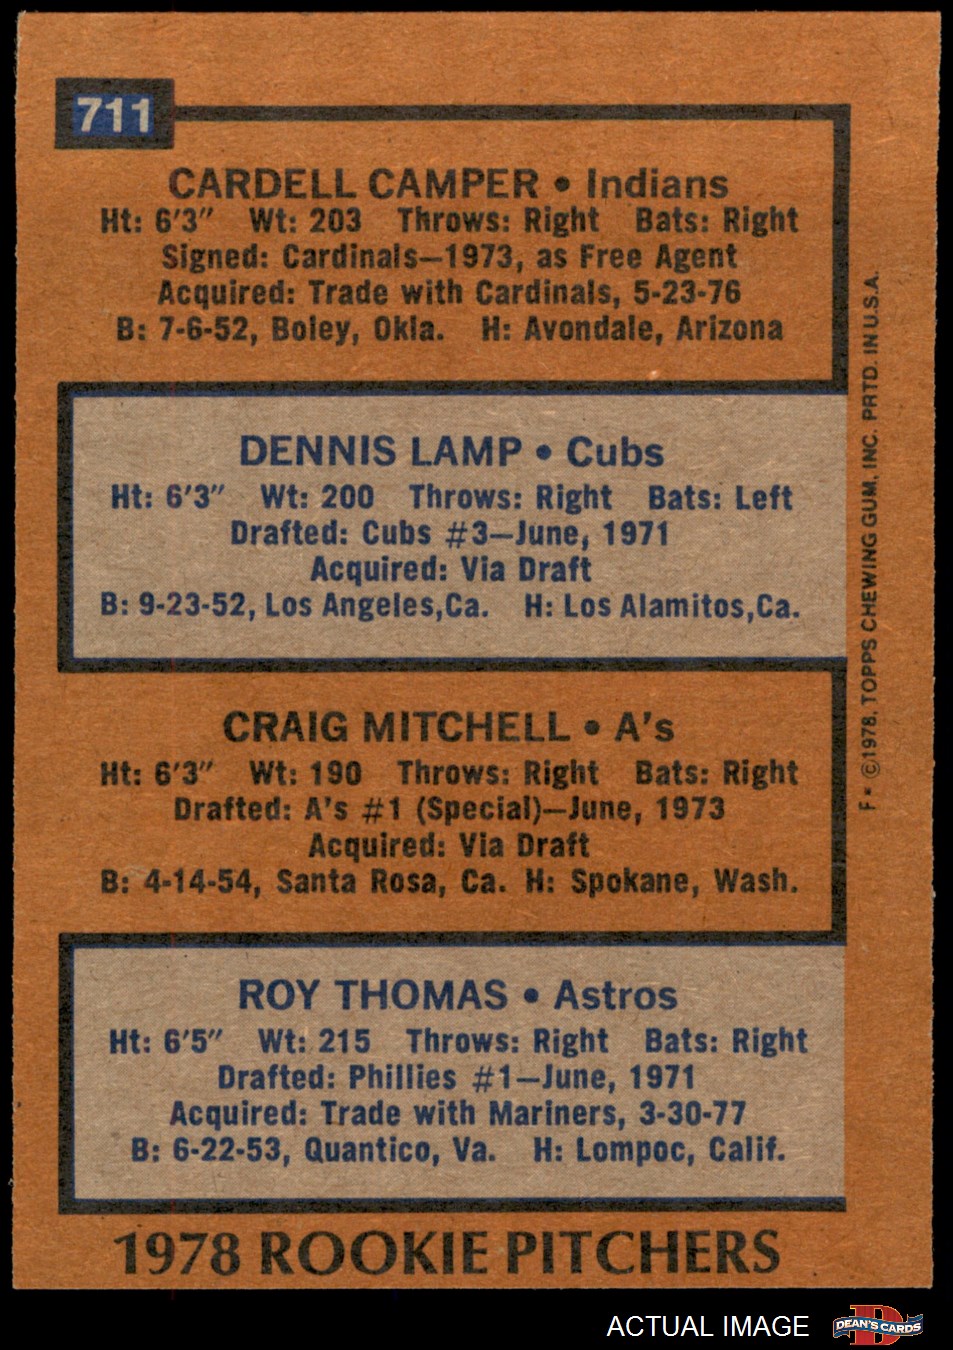 711
CARDELL CAMPER • Indians
Ht: 6'3" Wt: 203 Throws: Right Bats: Right
Signed: Cardinals—1973, as Free Agent
Acquired: Trade with Cardinals, 5-23-76
B: 7-6-52, Boley, Okla. H: Avondale, Arizona
DENNIS LAMP • Cubs
Ht: 6'3" Wt: 200 Throws: Right Bats: Left
Drafted: Cubs #3—June, 1971
Acquired: Via Draft
B: 9-23-52, Los Angeles,Ca. H: Los Alamitos,Ca.
CRAIG MITCHELL • A's
Ht: 6'3" Wt: 190 Throws: Right Bats: Right
Drafted: A's #1 (Special)—June, 1973
Acquired: Via Draft
B: 4-14-54, Santa Rosa, Ca. H: Spokane, Wash.
ROY THOMAS • Astros
Ht: 6'5" Wt: 215 Throws: Right Bats: Right
Drafted: Phillies #1—June, 1971
Acquired: Trade with Mariners, 3-30-77
B: 6-22-53, Quantico, Va. H: Lompoc, Calif.
1978 ROOKIE PITCHERS
F• ©1978, TOPPS CHEWING GUM, INC. PRTD. IN U.S.A.
ACTUAL IMAGE
D
DEAN'S CARDS